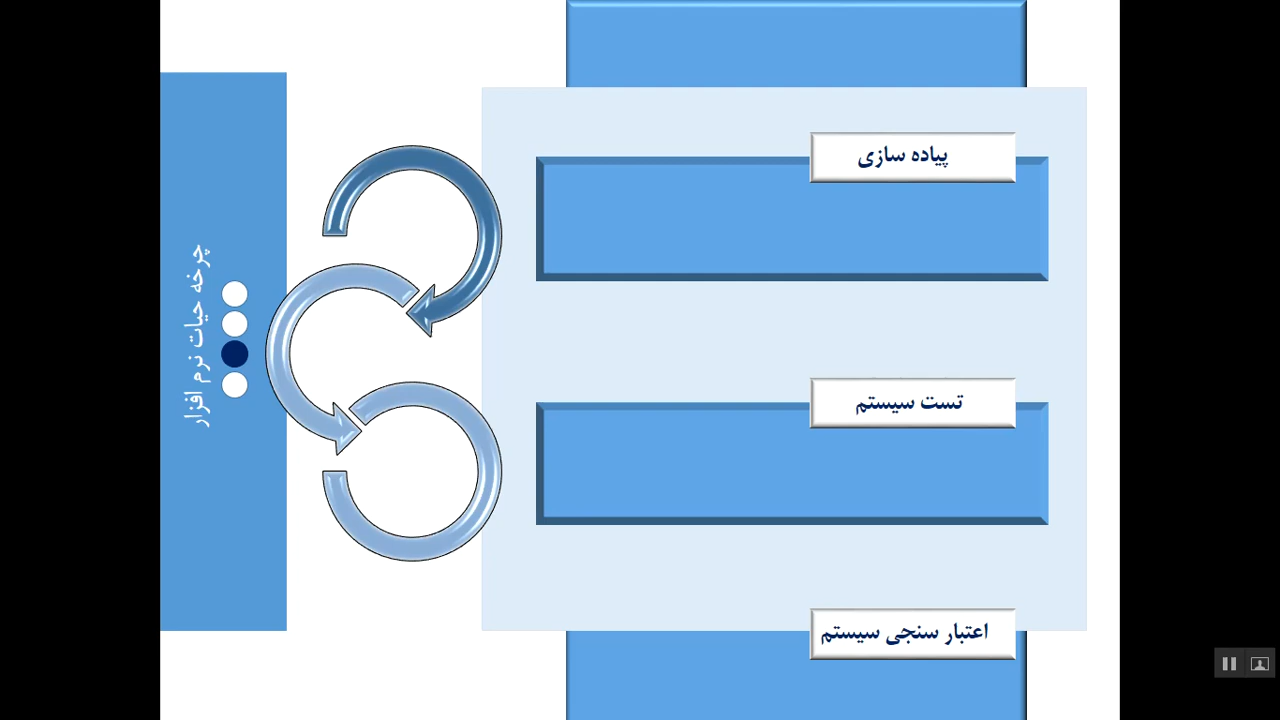 پیاده سازی
تست سیستم
اعتبار سنجی سیستم
چرخه حیات نرم افزار